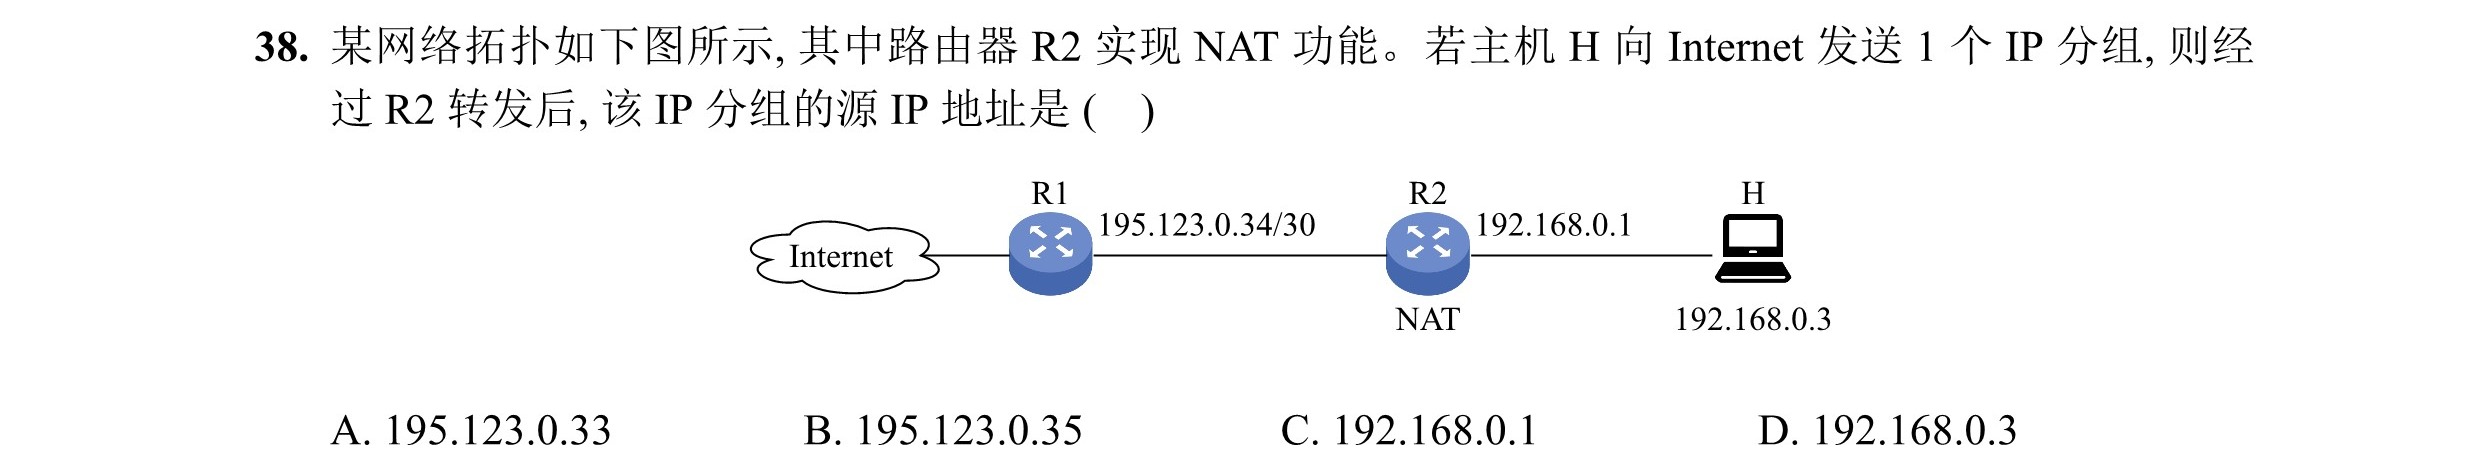 38. 某网络拓扑如下图所示, 其中路由器 R2 实现 NAT 功能。若主机 H 向 Internet 发送 1 个 IP 分组, 则经
过 R2 转发后, 该 IP 分组的源 IP 地址是 ( )
R1 R2 H
195.123.0.34/30 192.168.0.1
Internet
NAT 192.168.0.3
A. 195.123.0.33 B. 195.123.0.35 C. 192.168.0.1 D. 192.168.0.3